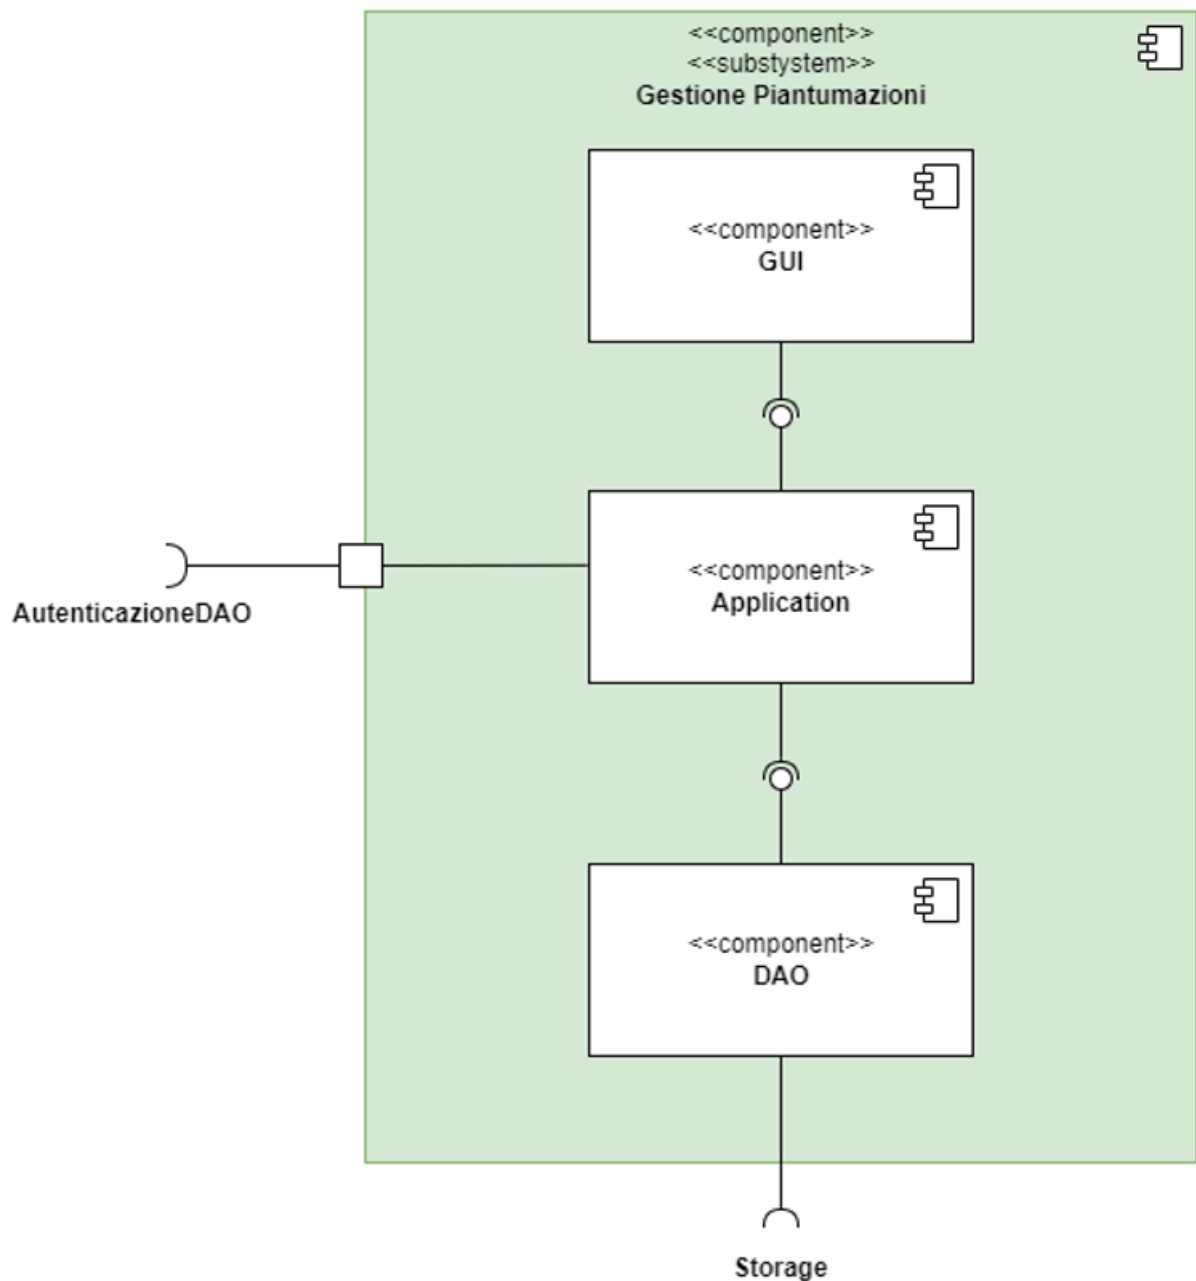 <<component>>
<<substystem>>
Gestione Piantumazioni
<<component>>
GUI
<<component>>
Application
AutenticazioneDAO
<<component>>
DAO
Storage